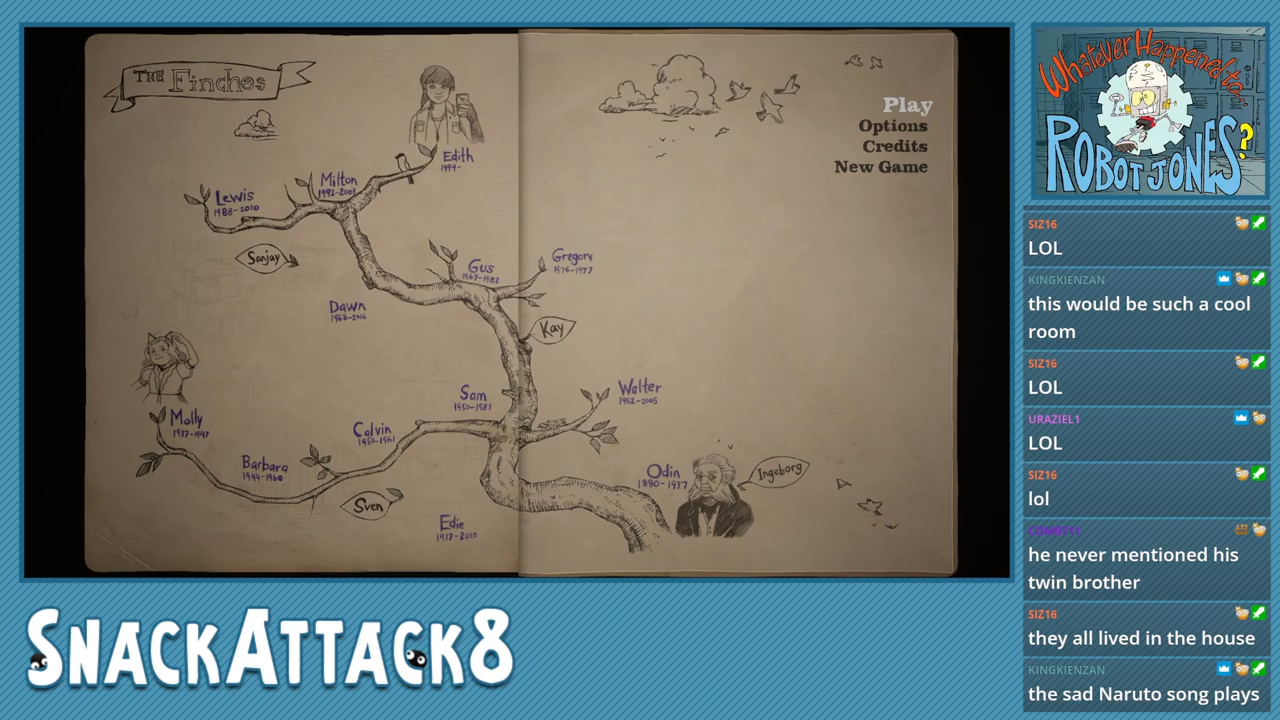 THE Finches
Play
Options
Credits
New Game
Edith
1999-
Milton
1992-2003
Lewis
1988-2010
Sanjay
Gus
1969-1982
Gregory
1976-1977
Dawn
1968-2016
Kay
Sam
1950-1983
Walter
1952-2005
Molly
1937-1947
Calvin
1950-1961
Barbara
1944-1960
Sven
Odin
1880-1937
Ingeborg
Edie
1917-2010
SNACKATTACK8
Whatever Happened to..
ROBOT JONES?
SIZ16
LOL
KINGKIENZAN
this would be such a cool
room
SIZ16
LOL
URAZIEL1
LOL
SIZ16
lol
he never mentioned his
twin brother
SIZ16
they all lived in the house
KINGKIENZAN
the sad Naruto song plays